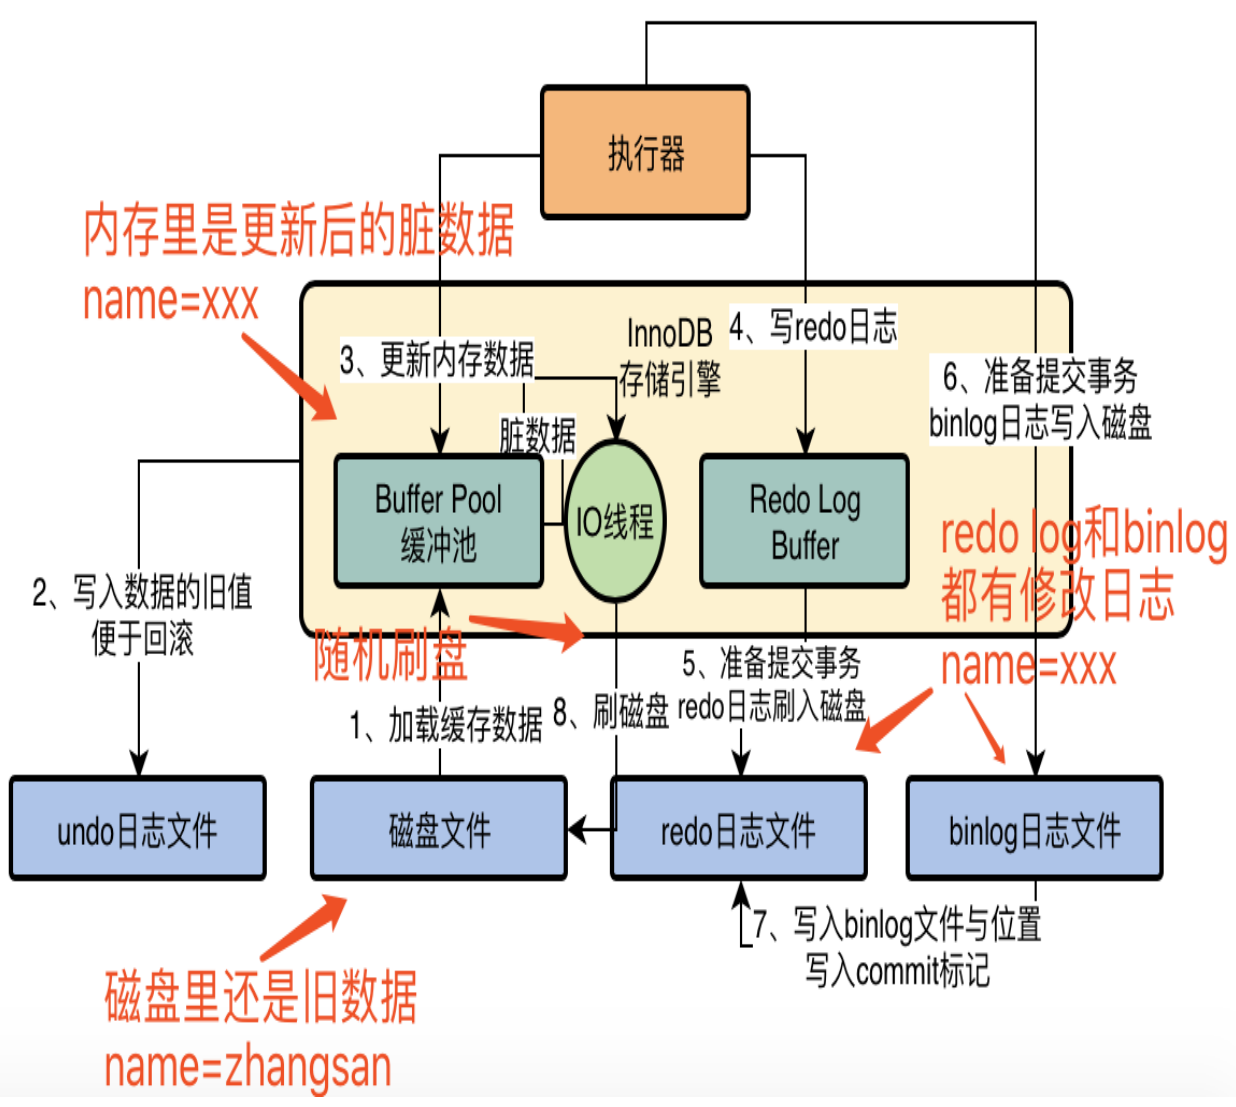 执行器
内存里是更新后的脏数据
name=xxx
InnoDB
存储引擎
3、更新内存数据
4、写redo日志
6、准备提交事务
binlog日志写入磁盘
脏数据
Buffer Pool
缓冲池
IO线程
Redo Log
Buffer
redo log和binlog
都有修改日志
name=xxx
2、写入数据的旧值
便于回滚
随机刷盘
1、加载缓存数据
8、刷磁盘
5、准备提交事务
redo日志刷入磁盘
undo日志文件
磁盘文件
redo日志文件
binlog日志文件
7、写入binlog文件与位置
写入commit标记
磁盘里还是旧数据
name=zhangsan